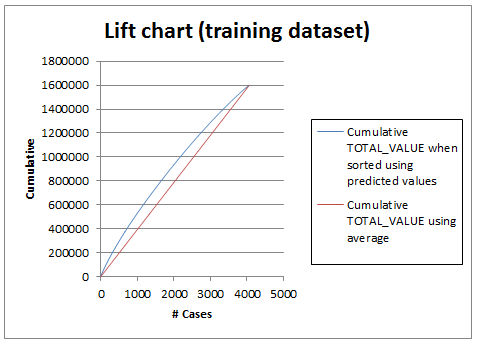 Lift chart (training dataset)
1800000
1600000
1400000
1200000
1000000
800000
600000
400000
200000
0
Cumulative
0 1000 2000 3000 4000 5000
# Cases
Cumulative
TOTAL_VALUE when
sorted using
predicted values
Cumulative
TOTAL_VALUE using
average